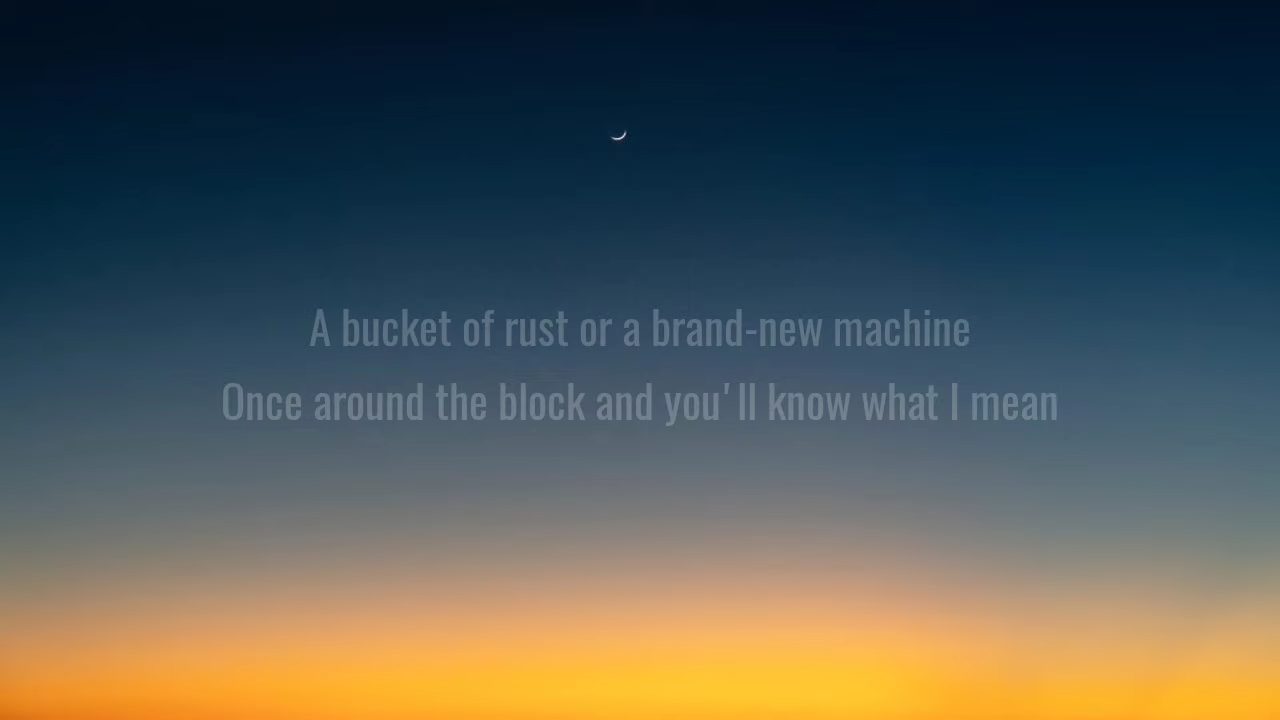 A bucket of rust or a brand-new machine
Once around the block and you'll know what I mean